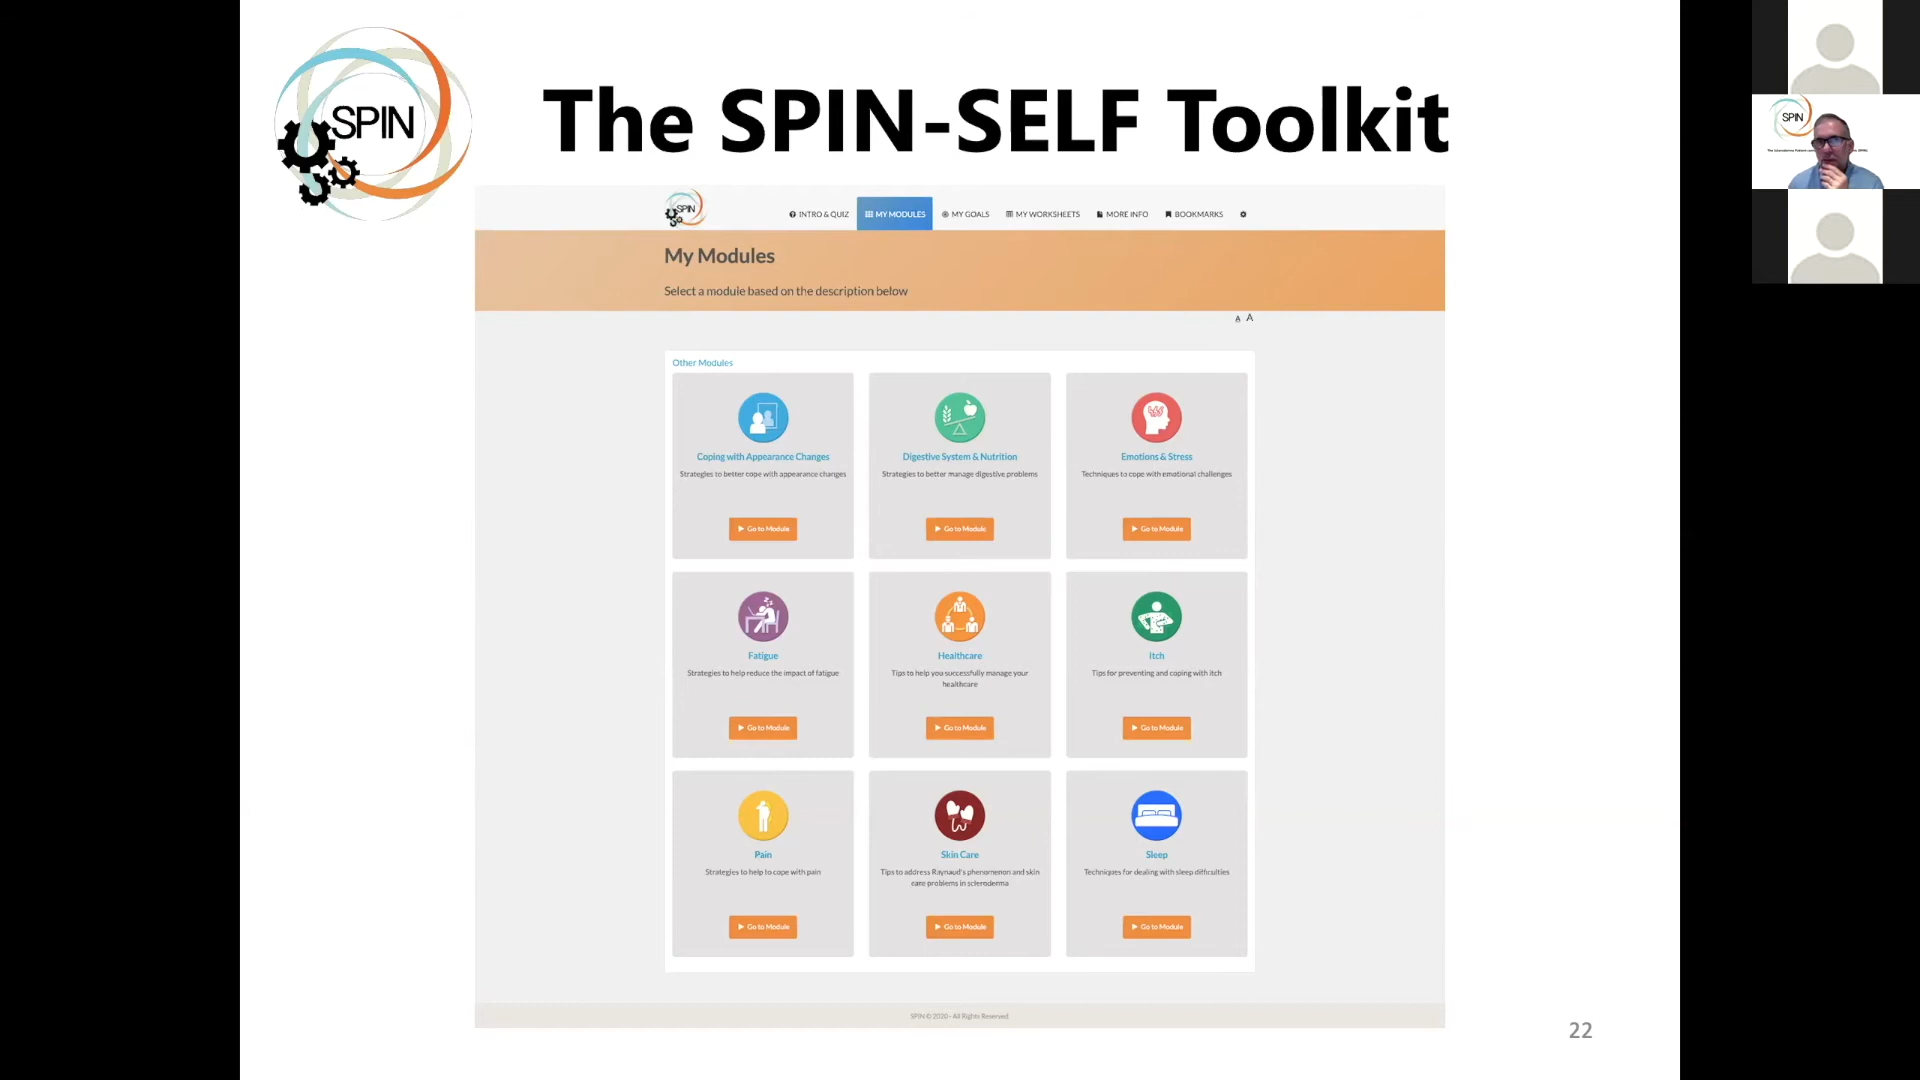 SPIN
The SPIN-SELF Toolkit
SPIN
SPIN
INTRO & QUIZ MY MODULES MY GOALS MY WORKSHEETS MORE INFO BOOKMARKS
My Modules
Select a module based on the description below
A A
Other Modules
Coping with Appearance Changes
Strategies to better cope with appearance changes
Go to Module
Digestive System & Nutrition
Strategies to better manage digestive problems
Go to Module
Emotions & Stress
Techniques to cope with emotional challenges
Go to Module
Fatigue
Strategies to help reduce the impact of fatigue
Go to Module
Healthcare
Tips to help you successfully manage your
healthcare
Go to Module
Itch
Tips for preventing and coping with itch
Go to Module
Pain
Strategies to help to cope with pain
Go to Module
Skin Care
Tips to address Raynaud's phenomenon and skin
care problems in scleroderma
Go to Module
Sleep
Techniques for dealing with sleep difficulties
Go to Module
SPIN © 2020 - All Rights Reserved
22